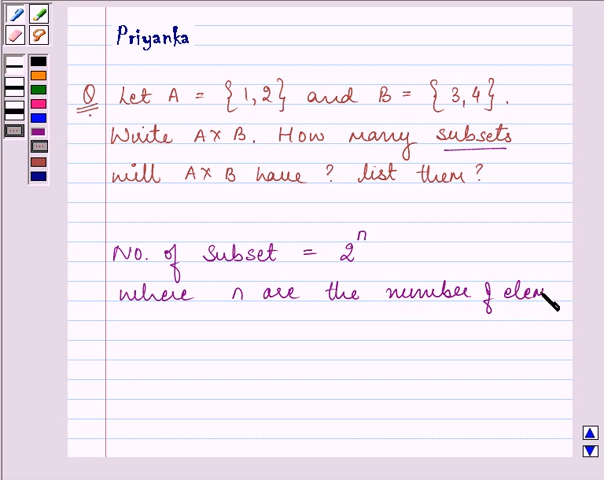 Priyanka
Q Let A = {1,2} and B = {3,4}.
Write A×B. How many subsets
will A×B have? list them?
No. of subset = 2^n
where n are the number of elem